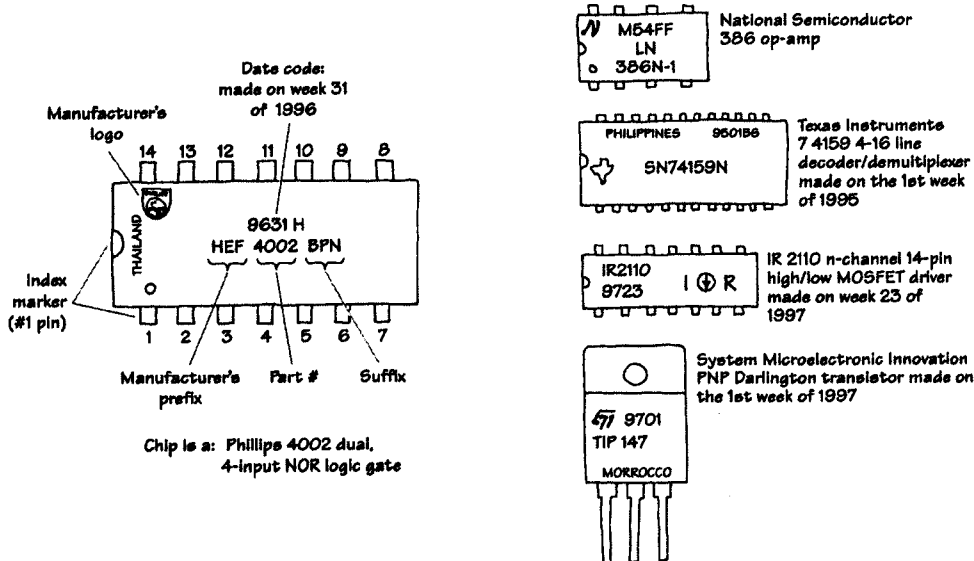 Date code:
made on week 31
of 1996
Manufacturer's
logo
14 13 12 11 10 9 8
THAILAND
9631 H
HEF 4002 BPN
Index
marker
(#1 pin)
1 2 3 4 5 6 7
Manufacturer's
prefix
Part #
Suffix
Chip is a: Phillips 4002 dual,
4-input NOR logic gate
M54FF
LN
386N-1
National Semiconductor
386 op-amp
PHILIPPINES 9501B6
SN74159N
Texas Instruments
7 4159 4-16 line
decoder/demultiplexer
made on the 1st week
of 1995
IR2110
9723
I R
IR 2110 n-channel 14-pin
high/low MOSFET driver
made on week 23 of
1997
ST 9701
TIP 147
MORROCCO
System Microelectronic Innovation
PNP Darlington transistor made on
the 1st week of 1997